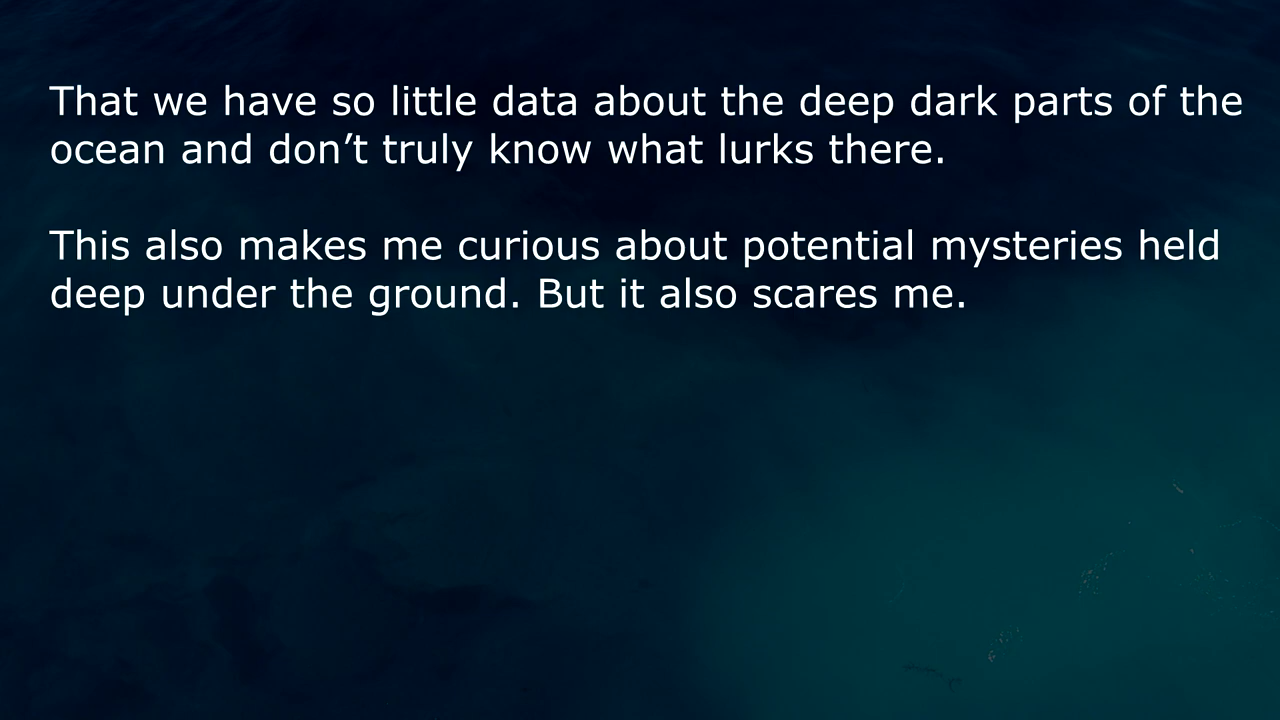 That we have so little data about the deep dark parts of the
ocean and don’t truly know what lurks there.
This also makes me curious about potential mysteries held
deep under the ground. But it also scares me.